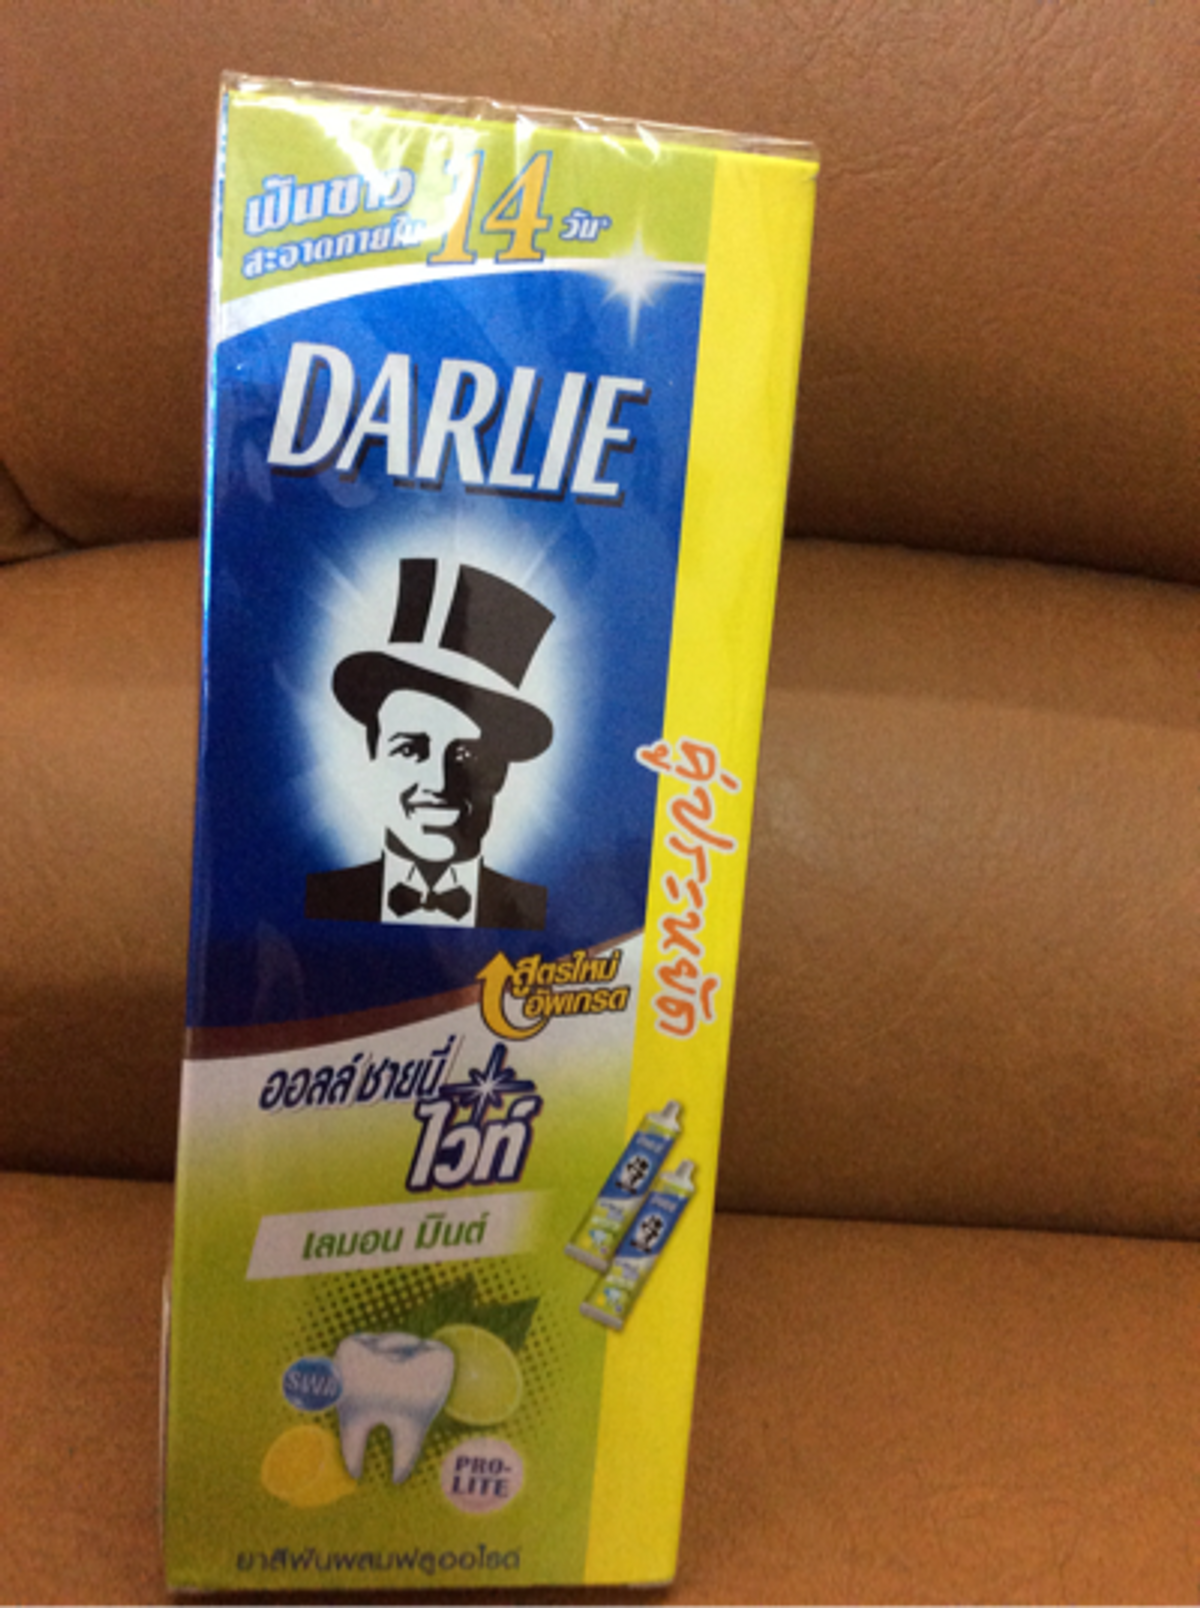 ฟันขาว
สะอาดภายใน 14 วัน*
DARLIE
สูตรใหม่
อัพเกรด
ออลล์ ชายนี่
ไวท์
เลมอน มินต์
PRO-
LITE
ยาสีฟันผสมฟลูออไรด์
คู่ประหยัด